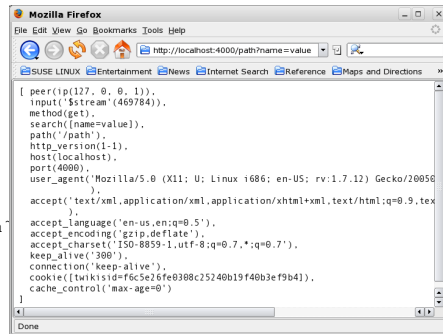 Mozilla Firefox
File Edit View Go Bookmarks Tools Help
http://localhost:4000/path?name=value
SUSE LINUX Entertainment News Internet Search Reference Maps and Directions »
[ peer(ip(127, 0, 0, 1)),
input('$stream'(469784)),
method(get),
search([name=value]),
path('/path'),
http_version(1-1),
host(localhost),
port(4000),
user_agent('Mozilla/5.0 (X11; U; Linux i686; en-US; rv:1.7.12) Gecko/20050
),
accept('text/xml,application/xml,application/xhtml+xml,text/html;q=0.9,tex
),
accept_language('en-us,en;q=0.5'),
accept_encoding('gzip,deflate'),
accept_charset('ISO-8859-1,utf-8;q=0.7,*;q=0.7'),
keep_alive('300'),
connection('keep-alive'),
cookie([twikisid=f6c5e26fe0308c25240b19f40b3ef9b4]),
cache_control('max-age=0')
]
Done